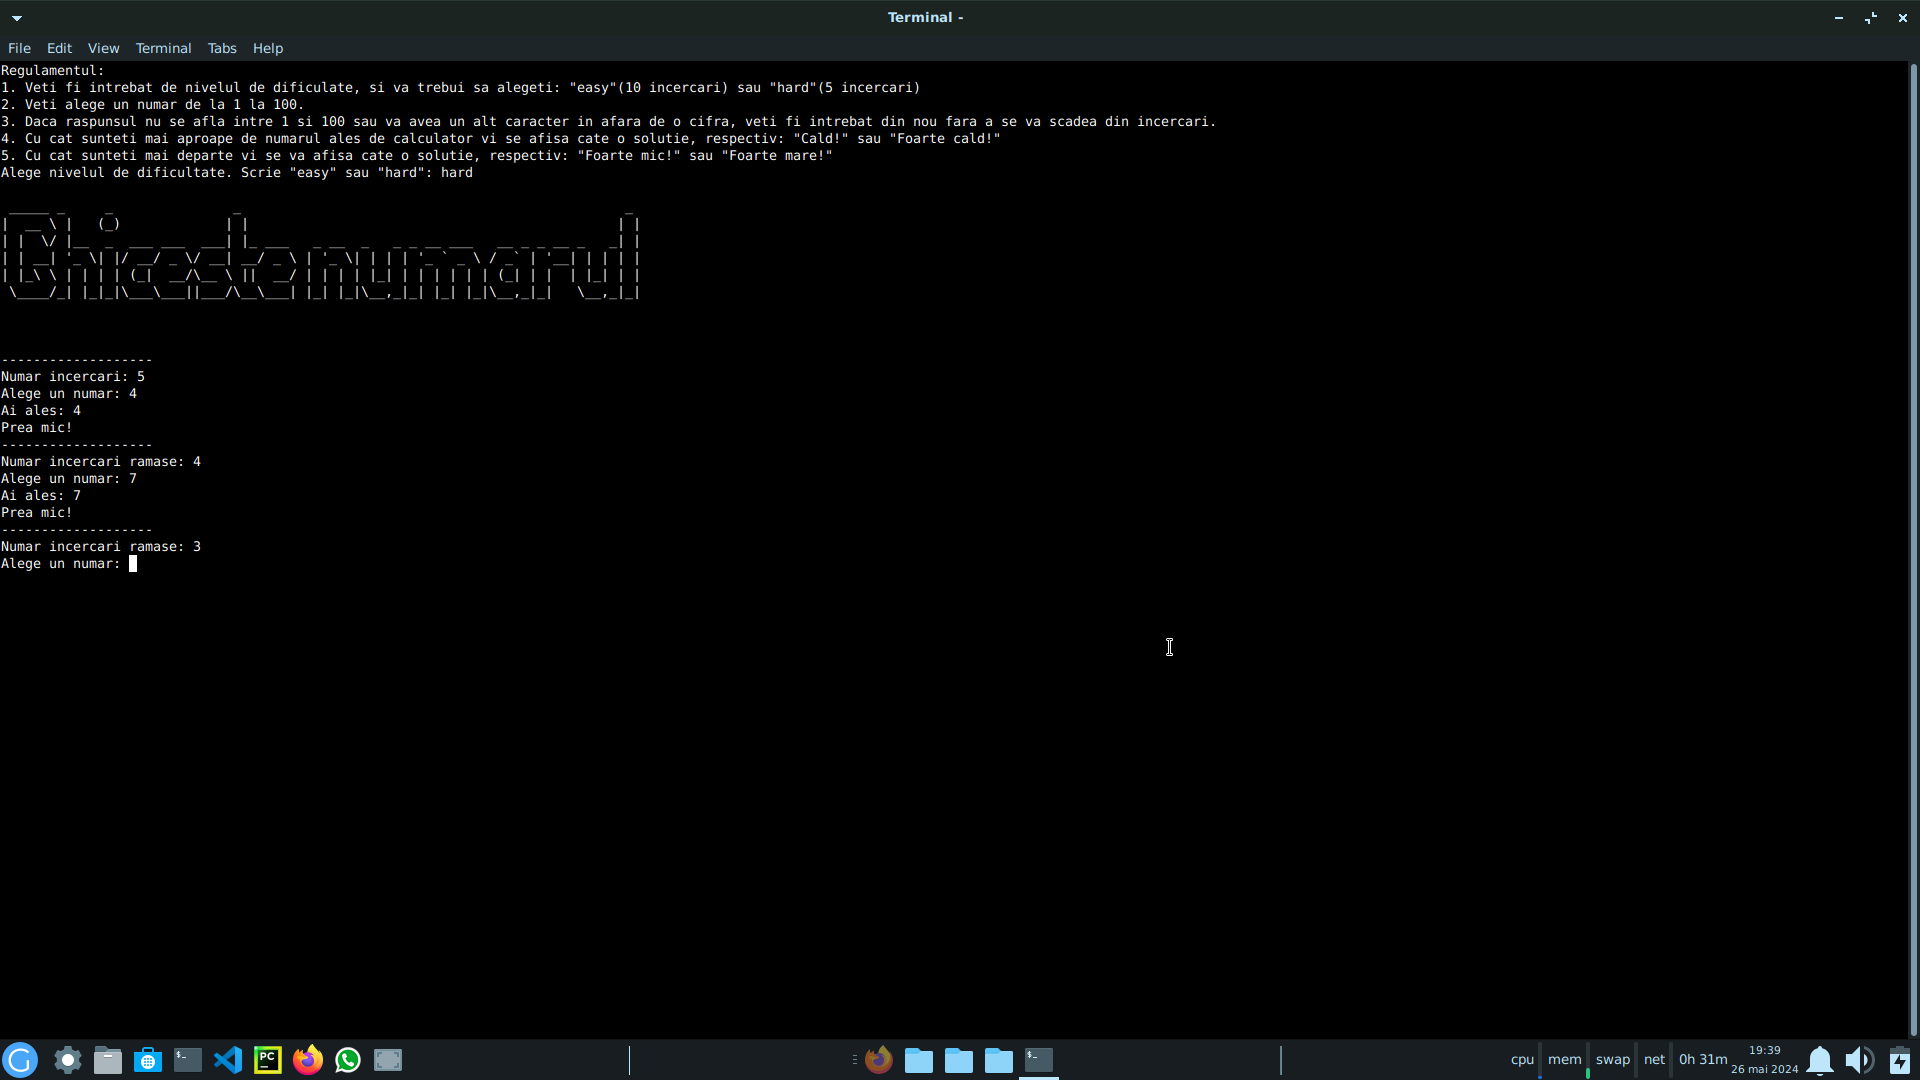 Terminal -
File Edit View Terminal Tabs Help
Regulamentul:
1. Veti fi intrebat de nivelul de dificulate, si va trebui sa alegeti: "easy"(10 incercari) sau "hard"(5 incercari)
2. Veti alege un numar de la 1 la 100.
3. Daca raspunsul nu se afla intre 1 si 100 sau va avea un alt caracter in afara de o cifra, veti fi intrebat din nou fara a se va scadea din incercari.
4. Cu cat sunteti mai aproape de numarul ales de calculator vi se afisa cate o solutie, respectiv: "Cald!" sau "Foarte cald!"
5. Cu cat sunteti mai departe vi se va afisa cate o solutie, respectiv: "Foarte mic!" sau "Foarte mare!"
Alege nivelul de dificultate. Scrie "easy" sau "hard": hard
Ghiceste numarul
-------------------
Numar incercari: 5
Alege un numar: 4
Ai ales: 4
Prea mic!
-------------------
Numar incercari ramase: 4
Alege un numar: 7
Ai ales: 7
Prea mic!
-------------------
Numar incercari ramase: 3
Alege un numar:
cpu mem swap net 0h 31m 19:39
26 mai 2024